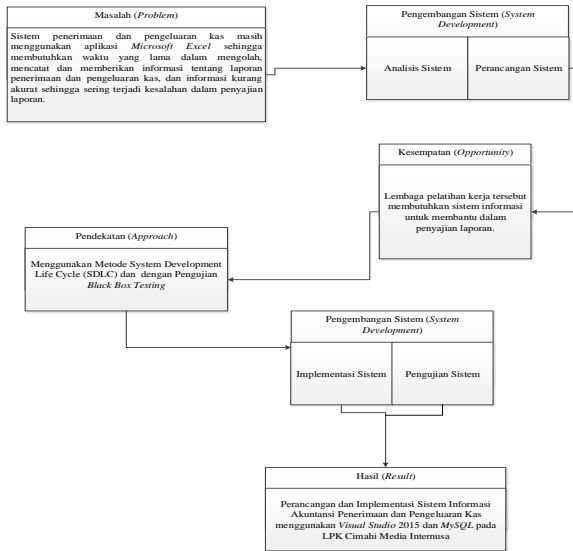 Masalah (Problem)
Sistem penerimaan dan pengeluaran kas masih
menggunakan aplikasi Microsoft Excel sehingga
membutuhkan waktu yang lama dalam mengolah,
mencatat dan memberikan informasi tentang laporan
penerimaan dan pengeluaran kas, dan informasi kurang
akurat sehingga sering terjadi kesalahan dalam penyajian
laporan.
Pengembangan Sistem (System
Development)
Analisis Sistem
Perancangan Sistem
Kesempatan (Opportunity)
Lembaga pelatihan kerja tersebut
membutuhkan sistem informasi
untuk membantu dalam
penyajian laporan.
Pendekatan (Approach)
Menggunakan Metode System Development
Life Cycle (SDLC) dan dengan Pengujian
Black Box Testing
Pengembangan Sistem (System
Development)
Implementasi Sistem
Pengujian Sistem
Hasil (Result)
Perancangan dan Implementasi Sistem Informasi
Akuntansi Penerimaan dan Pengeluaran Kas
menggunakan Visual Studio 2015 dan MySQL pada
LPK Cimahi Media Internusa